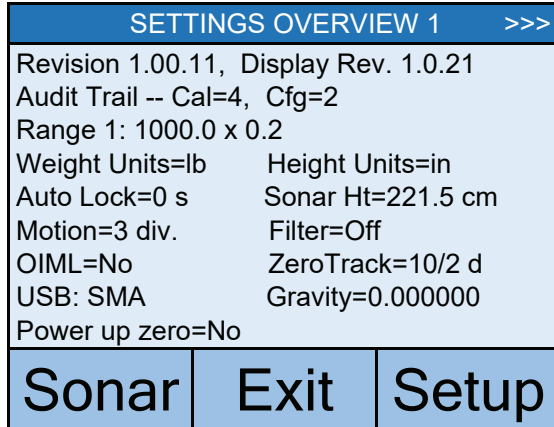 SETTINGS OVERVIEW 1 >>>
Revision 1.00.11, Display Rev. 1.0.21
Audit Trail -- Cal=4, Cfg=2
Range 1: 1000.0 x 0.2
Weight Units=lb Height Units=in
Auto Lock=0 s Sonar Ht=221.5 cm
Motion=3 div. Filter=Off
OIML=No ZeroTrack=10/2 d
USB: SMA Gravity=0.000000
Power up zero=No
Sonar Exit Setup